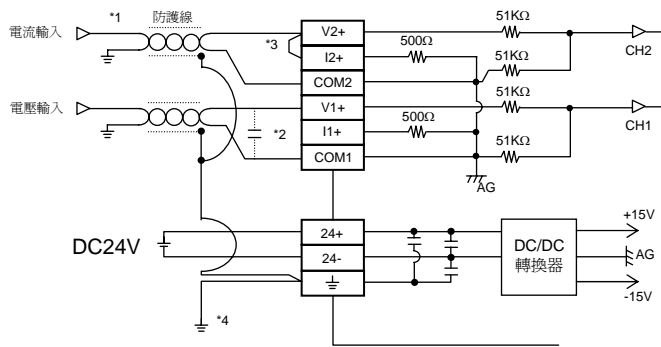 *1
防護線
電流輸入
*3
V2+
I2+
COM2
500Ω
51KΩ
51KΩ
CH2
電壓輸入
*2
V1+
I1+
COM1
500Ω
51KΩ
51KΩ
CH1
AG
DC24V
24+
24-
DC/DC
轉換器
+15V
AG
-15V
*4